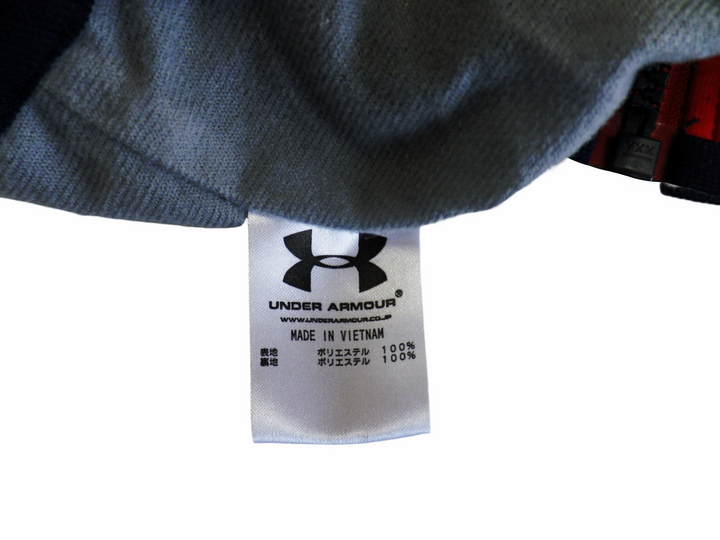 UNDER ARMOUR®
WWW.UNDERARMOUR.CO.JP
MADE IN VIETNAM
表地 ポリエステル 100%
裏地 ポリエステル 100%